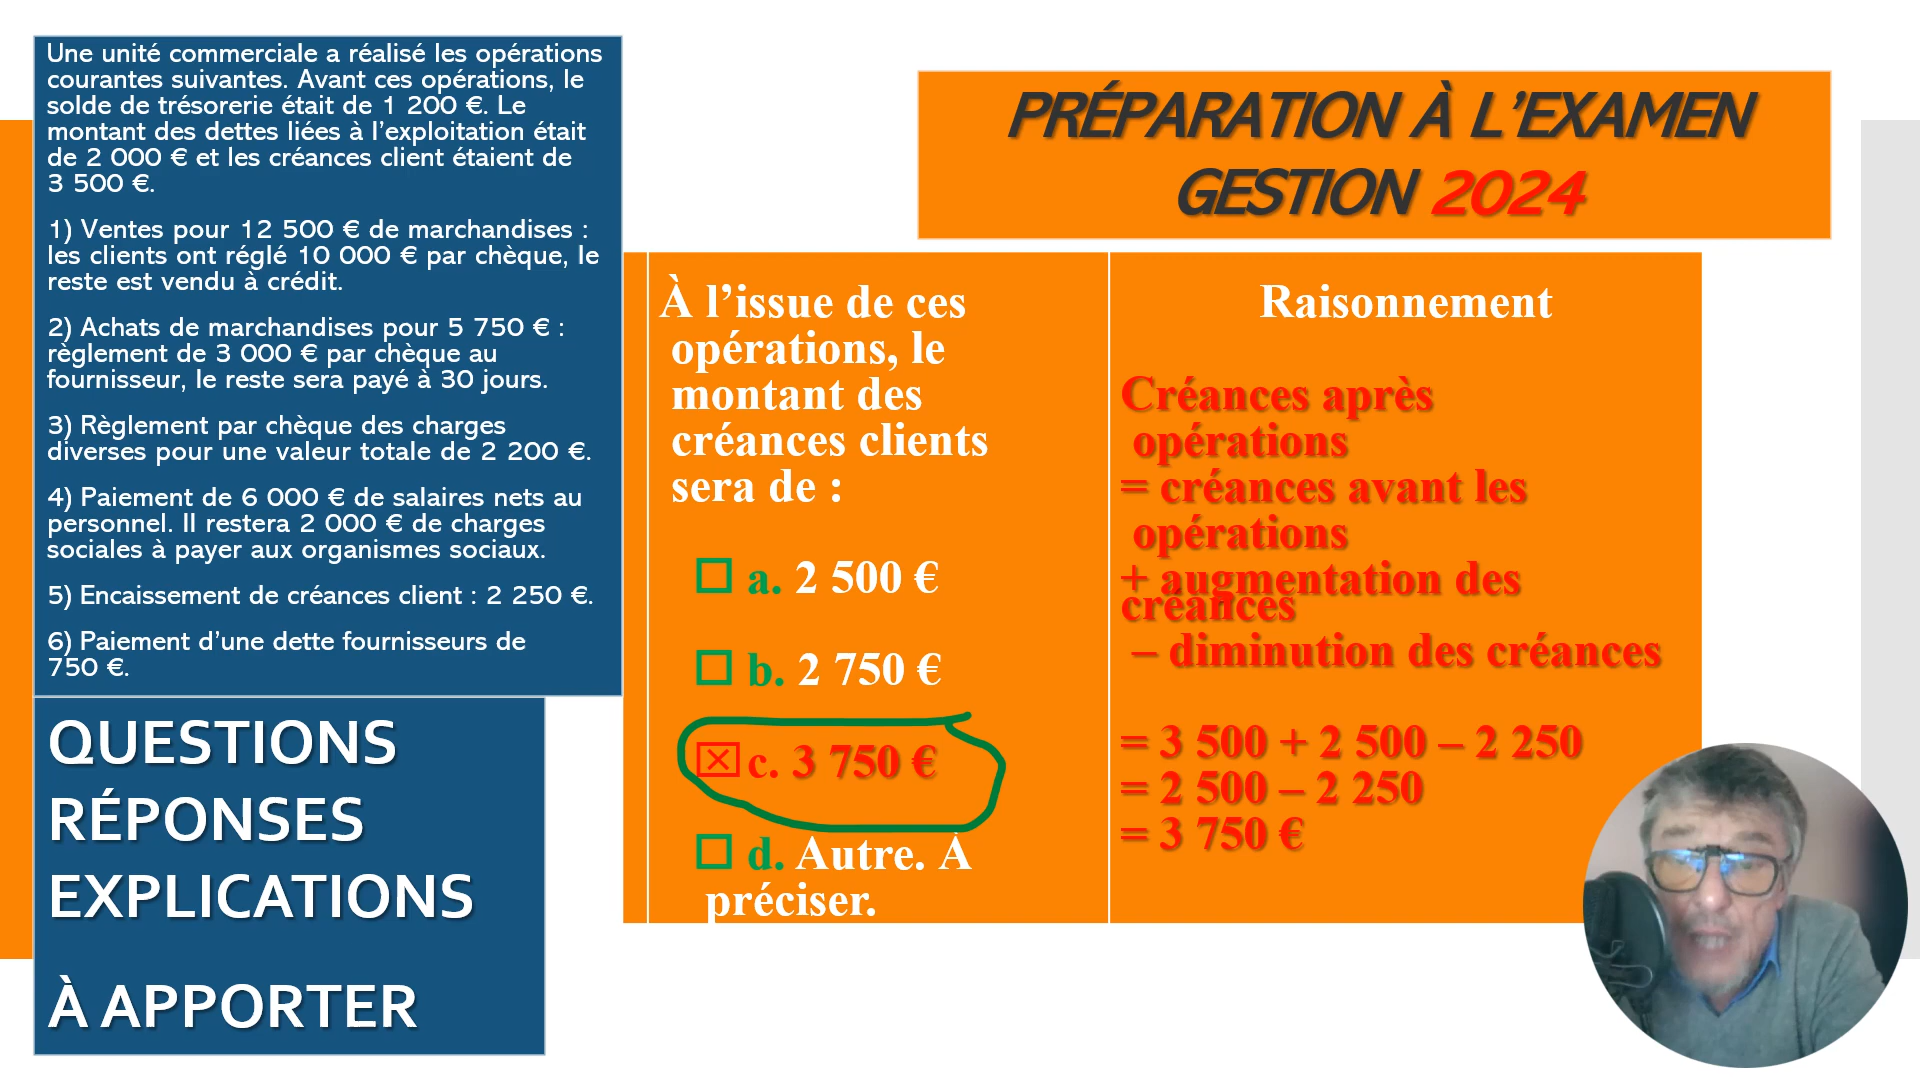 Une unité commerciale a réalisé les opérations
courantes suivantes. Avant ces opérations, le
solde de trésorerie était de 1 200 €. Le
montant des dettes liées à l’exploitation était
de 2 000 € et les créances client étaient de
3 500 €.
1) Ventes pour 12 500 € de marchandises :
les clients ont réglé 10 000 € par chèque, le
reste est vendu à crédit.
2) Achats de marchandises pour 5 750 € :
règlement de 3 000 € par chèque au
fournisseur, le reste sera payé à 30 jours.
3) Règlement par chèque des charges
diverses pour une valeur totale de 2 200 €.
4) Paiement de 6 000 € de salaires nets au
personnel. Il restera 2 000 € de charges
sociales à payer aux organismes sociaux.
5) Encaissement de créances client : 2 250 €.
6) Paiement d’une dette fournisseurs de
750 €.
QUESTIONS
RÉPONSES
EXPLICATIONS
À APPORTER
PRÉPARATION À L’EXAMEN
GESTION 2024
À l’issue de ces
opérations, le
montant des
créances clients
sera de :
☐ a. 2 500 €
☐ b. 2 750 €
☒ c. 3 750 €
☐ d. Autre. À
préciser.
Raisonnement
Créances après
opérations
= créances avant les
opérations
+ augmentation des
créances
– diminution des créances
= 3 500 + 2 500 – 2 250
= 2 500 – 2 250
= 3 750 €